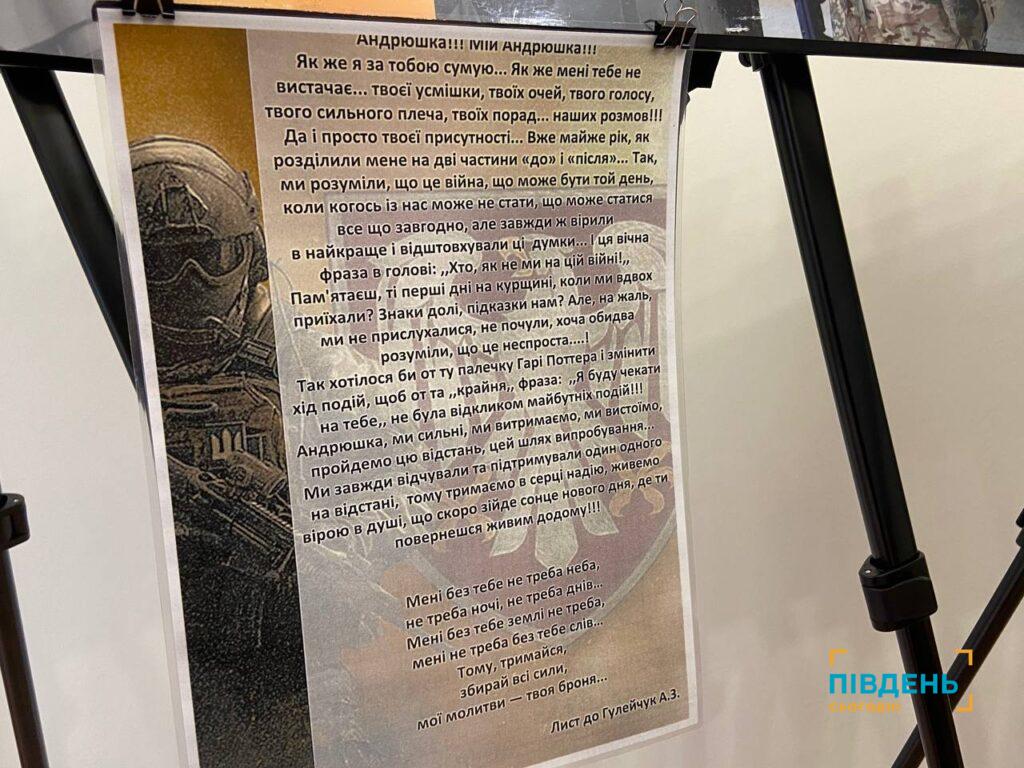 Андрюшка!!! Мій Андрюшка!!!
Як же я за тобою сумую... Як же мені тебе не
вистачає... твоєї усмішки, твоїх очей, твого голосу,
твого сильного плеча, твоїх порад... наших розмов!!!
Да і просто твоєї присутності... Вже майже рік, як
розділили мене на дві частини «до» і «після»... Так,
ми розуміли, що це війна, що може бути той день,
коли когось із нас може не стати, що може статися
все що завгодно, але завжди ж вірили
в найкраще і відштовхували ці думки... І ця вічна
фраза в голові: ,,Хто, як не ми на цій війні!,,
Пам'ятаєш, ті перші дні на курщині, коли ми вдвох
приїхали? Знаки долі, підказки нам? Але, на жаль,
ми не прислухалися, не почули, хоча обидва
розуміли, що це неспроста....!
Так хотілося би от ту палечку Гарі Поттера і змінити
хід подій, щоб от та ,,крайня,, фраза: ,,Я буду чекати
на тебе,, не була відкликом майбутніх подій!!!
Андрюшка, ми сильні, ми витримаємо, ми вистоїмо,
пройдемо цю відстань, цей шлях випробування...
Ми завжди відчували та підтримували один одного
на відстані, тому тримаємо в серці надію, живемо
вірою в душі, що скоро зійде сонце нового дня, де ти
повернешся живим додому!!!
Мені без тебе не треба неба,
не треба ночі, не треба днів...
Мені без тебе землі не треба,
мені не треба без тебе слів...
Тому, тримайся,
збирай всі сили,
мої молитви — твоя броня...
Лист до Гулейчук А.З.
ПІВДЕНЬ
СЬОГОДНІ